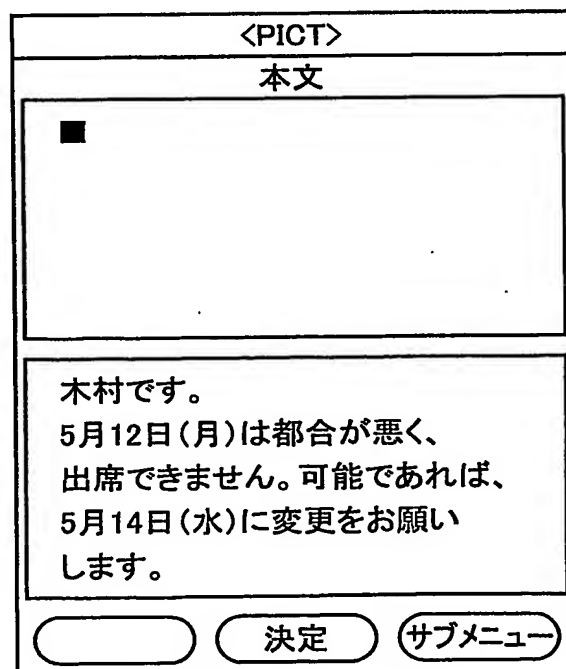 <PICT>
本文
■
木村です。
5月12日(月)は都合が悪く、
出席できません。可能であれば、
5月14日(水)に変更をお願い
します。
決定
サブメニュー